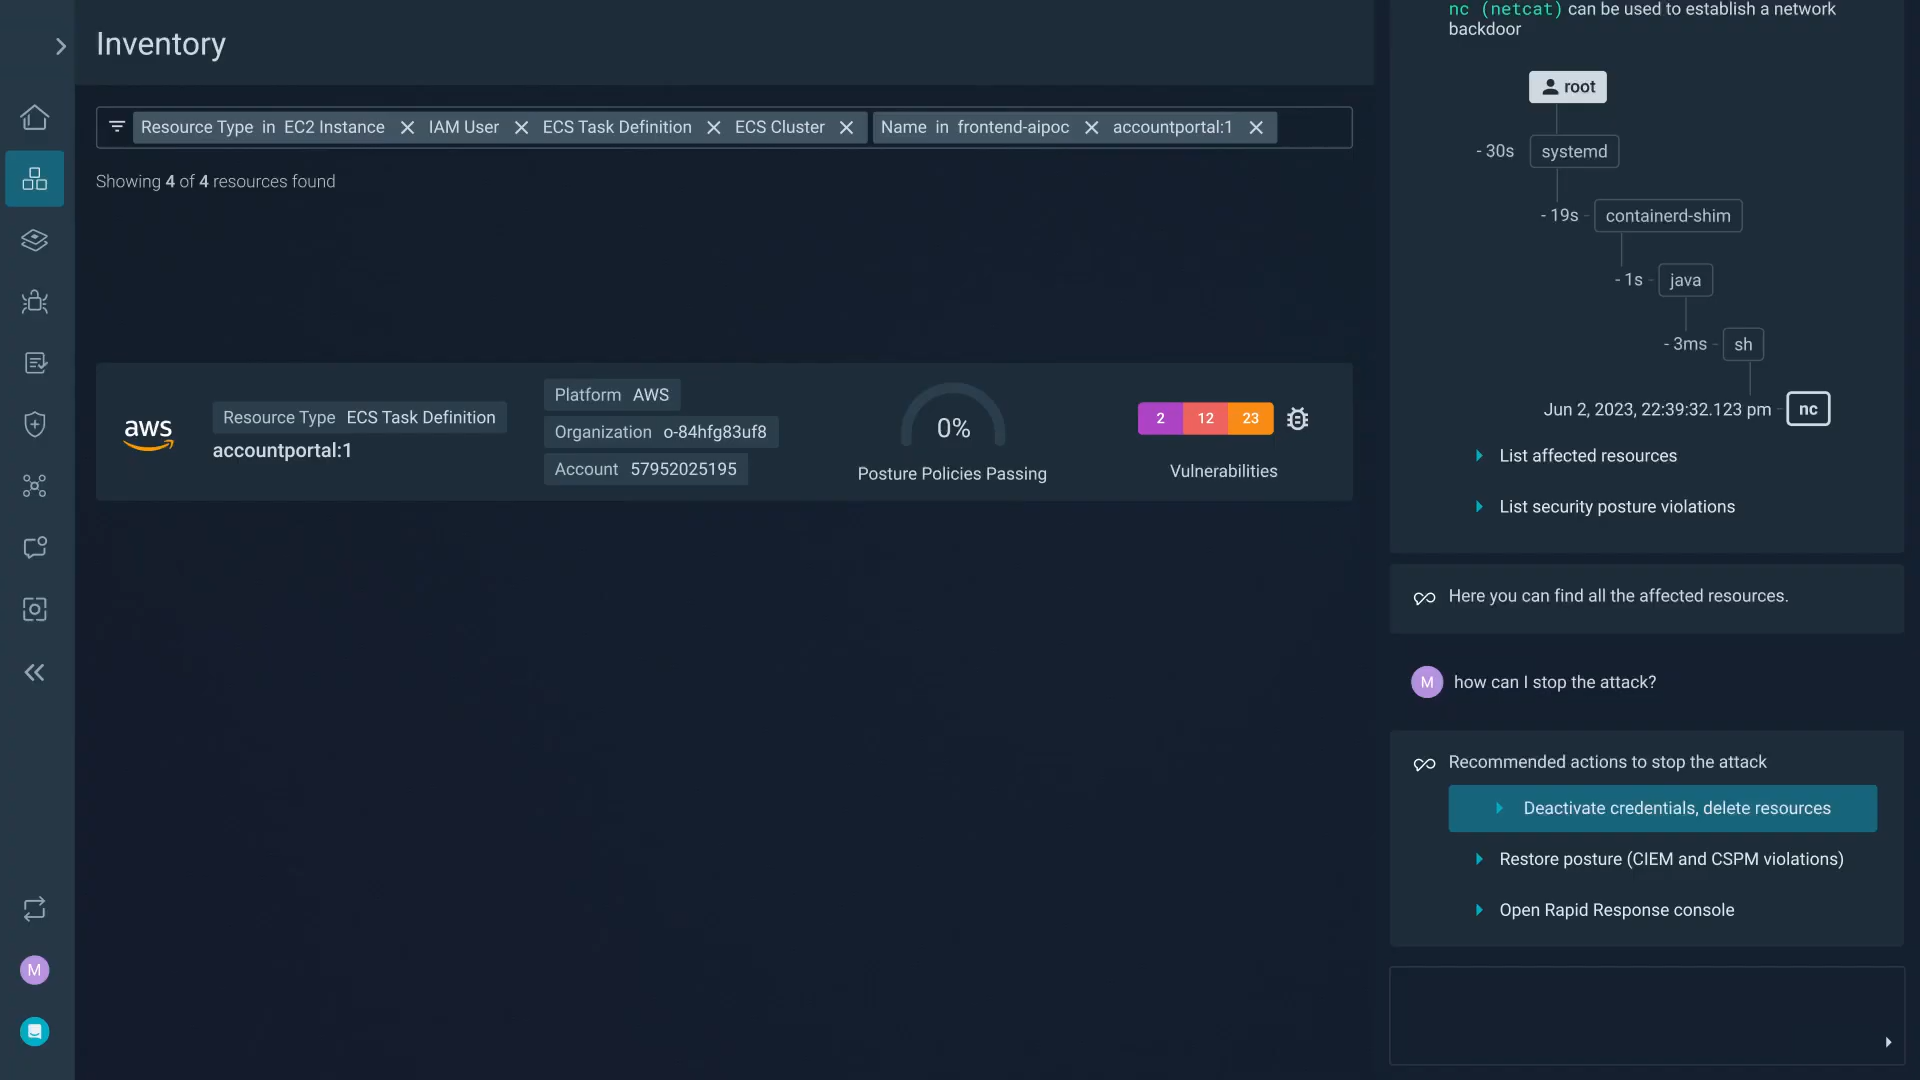 Inventory
Resource Type in EC2 Instance IAM User ECS Task Definition ECS Cluster Name in frontend-aipoc accountportal:1
Showing 4 of 4 resources found
aws
Resource Type ECS Task Definition
accountportal:1
Platform AWS
Organization o-84hfg83uf8
Account 57952025195
0%
Posture Policies Passing
2 12 23
Vulnerabilities
M
nc (netcat) can be used to establish a network
backdoor
root
- 30s systemd
- 19s containerd-shim
- 1s java
- 3ms sh
Jun 2, 2023, 22:39:32.123 pm nc
List affected resources
List security posture violations
Here you can find all the affected resources.
M how can I stop the attack?
Recommended actions to stop the attack
Deactivate credentials, delete resources
Restore posture (CIEM and CSPM violations)
Open Rapid Response console